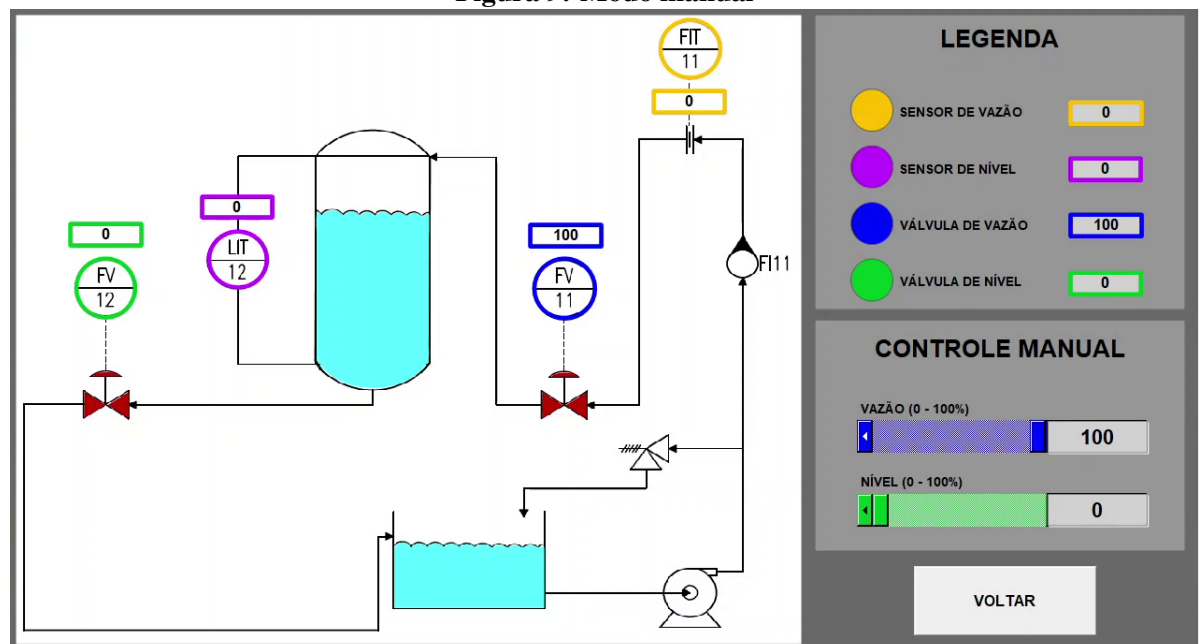 FIT
11
0
0
LIT
12
0
FV
12
100
FV
11
FI11
LEGENDA
SENSOR DE VAZÃO 0
SENSOR DE NÍVEL 0
VÁLVULA DE VAZÃO 100
VÁLVULA DE NÍVEL 0
CONTROLE MANUAL
VAZÃO (0 - 100%)
100
NÍVEL (0 - 100%)
0
VOLTAR